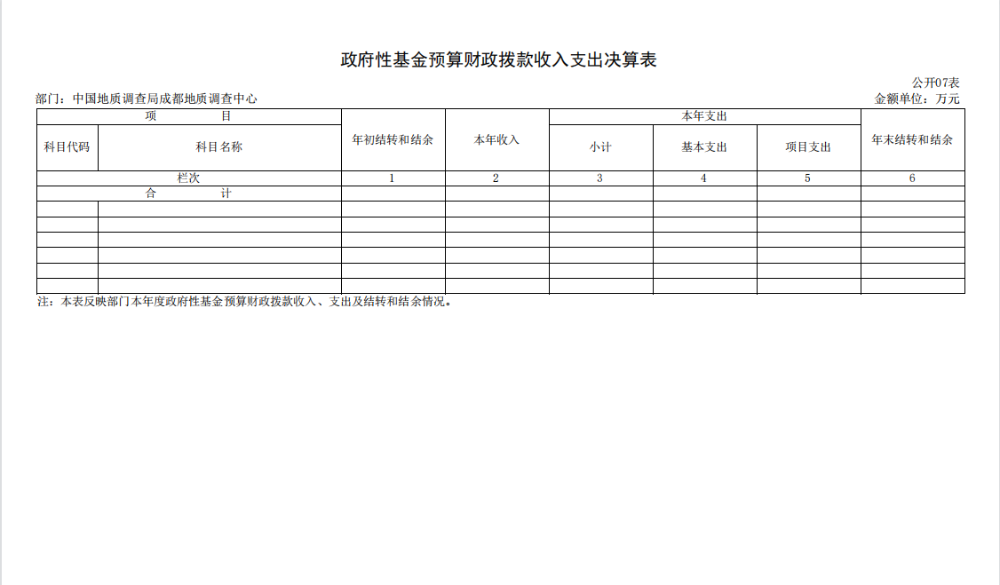 政府性基金预算财政拨款收入支出决算表
公开07表
部门：中国地质调查局成都地质调查中心 金额单位：万元
项 目 年初结转和结余 本年收入 本年支出 年末结转和结余
科目代码 科目名称 小计 基本支出 项目支出
栏次 1 2 3 4 5 6
合 计
注：本表反映部门本年度政府性基金预算财政拨款收入、支出及结转和结余情况。